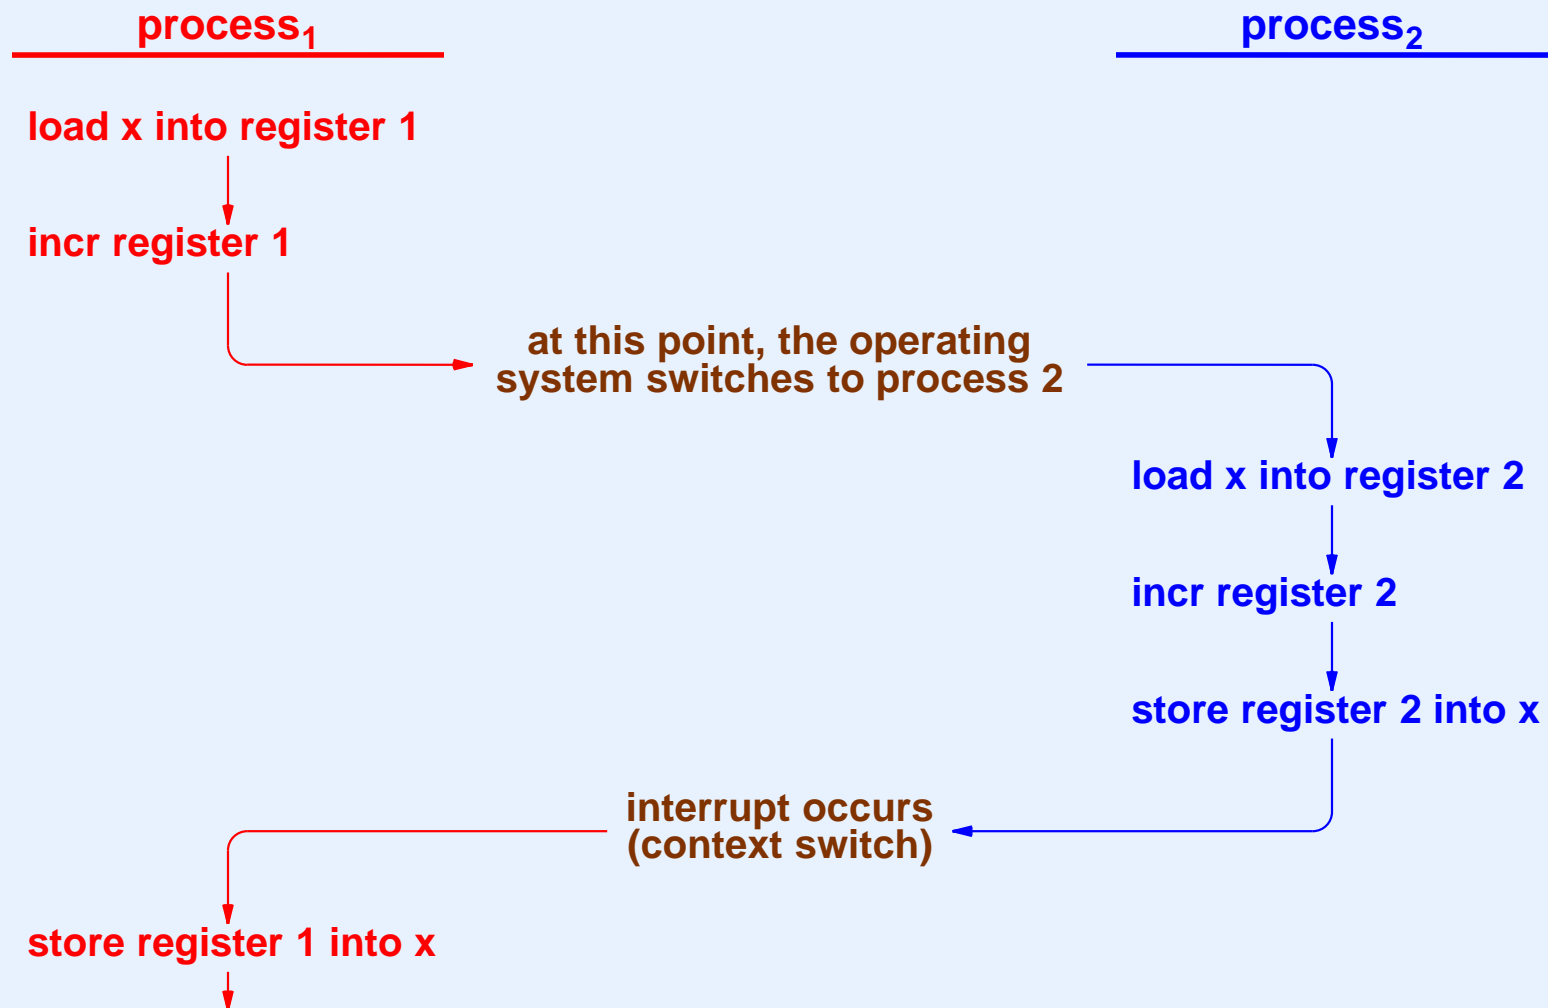 process₁
process₂
load x into register 1
incr register 1
at this point, the operating
system switches to process 2
load x into register 2
incr register 2
store register 2 into x
interrupt occurs
(context switch)
store register 1 into x